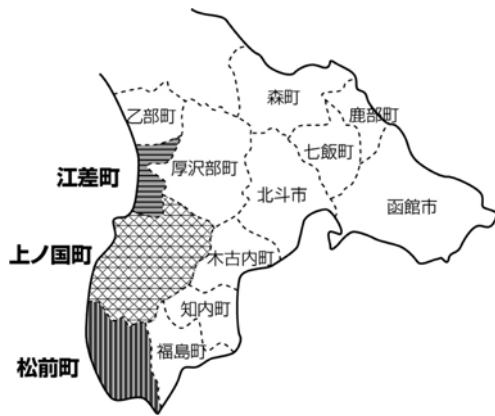 森町
鹿部町
乙部町
七飯町
厚沢部町
江差町
北斗市
函館市
上ノ国町
木古内町
知内町
福島町
松前町